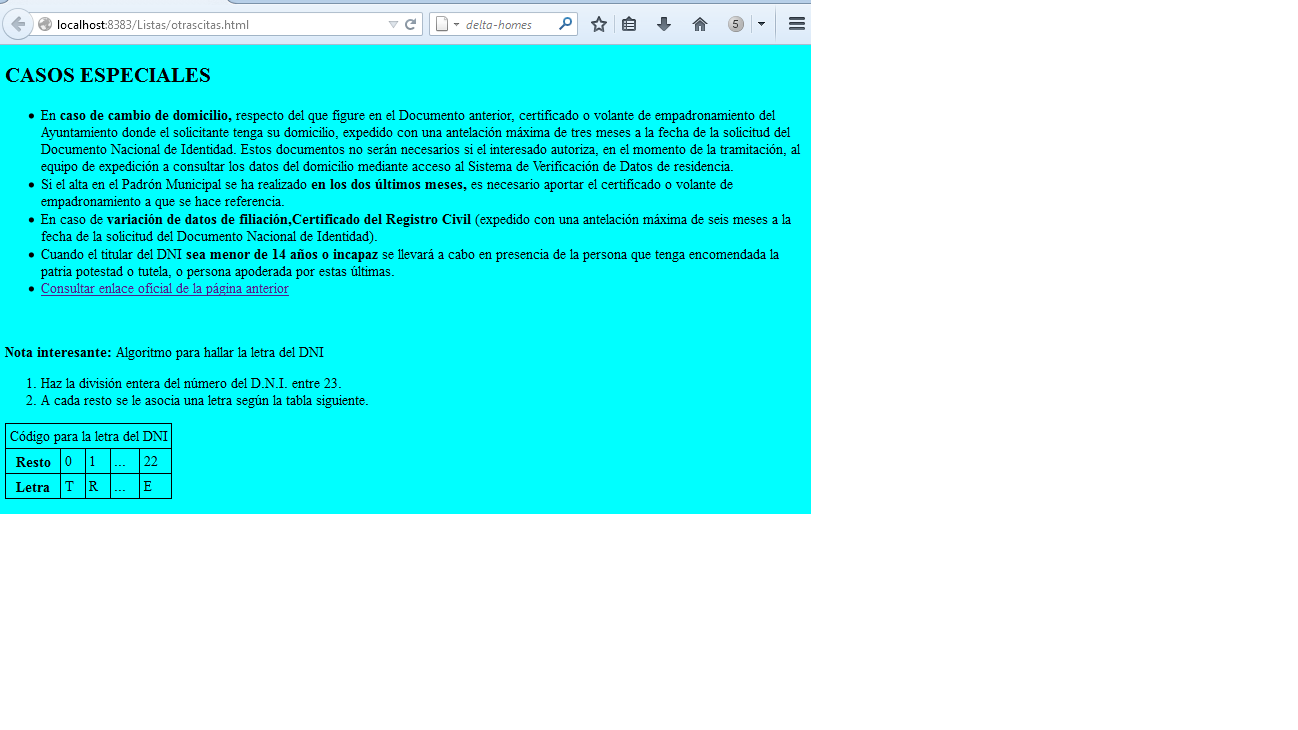 localhost:8383/Listas/otrascitas.html
delta-homes
5
CASOS ESPECIALES
• En caso de cambio de domicilio, respecto del que figure en el Documento anterior, certificado o volante de empadronamiento del
Ayuntamiento donde el solicitante tenga su domicilio, expedido con una antelación máxima de tres meses a la fecha de la solicitud del
Documento Nacional de Identidad. Estos documentos no serán necesarios si el interesado autoriza, en el momento de la tramitación, al
equipo de expedición a consultar los datos del domicilio mediante acceso al Sistema de Verificación de Datos de residencia.
• Si el alta en el Padrón Municipal se ha realizado en los dos últimos meses, es necesario aportar el certificado o volante de
empadronamiento a que se hace referencia.
• En caso de variación de datos de filiación,Certificado del Registro Civil (expedido con una antelación máxima de seis meses a la
fecha de la solicitud del Documento Nacional de Identidad).
• Cuando el titular del DNI sea menor de 14 años o incapaz se llevará a cabo en presencia de la persona que tenga encomendada la
patria potestad o tutela, o persona apoderada por estas últimas.
• Consultar enlace oficial de la página anterior
Nota interesante: Algoritmo para hallar la letra del DNI
1. Haz la división entera del número del D.N.I. entre 23.
2. A cada resto se le asocia una letra según la tabla siguiente.
Código para la letra del DNI
Resto 0 1 ... 22
Letra T R ... E